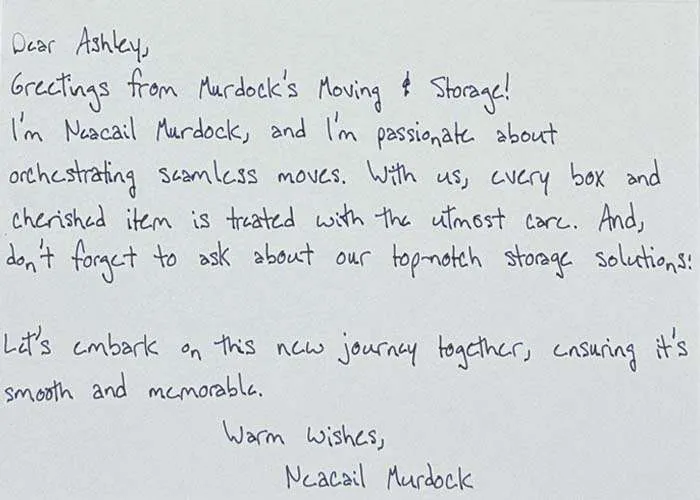 Dear Ashley,
Greetings from Murdock's Moving & Storage!
I'm Neacail Murdock, and I'm passionate about
orchestrating seamless moves. With us, every box and
cherished item is treated with the utmost care. And,
don't forget to ask about our top-notch storage solutions!
Let's embark on this new journey together, ensuring it's
smooth and memorable.
Warm wishes,
Neacail Murdock